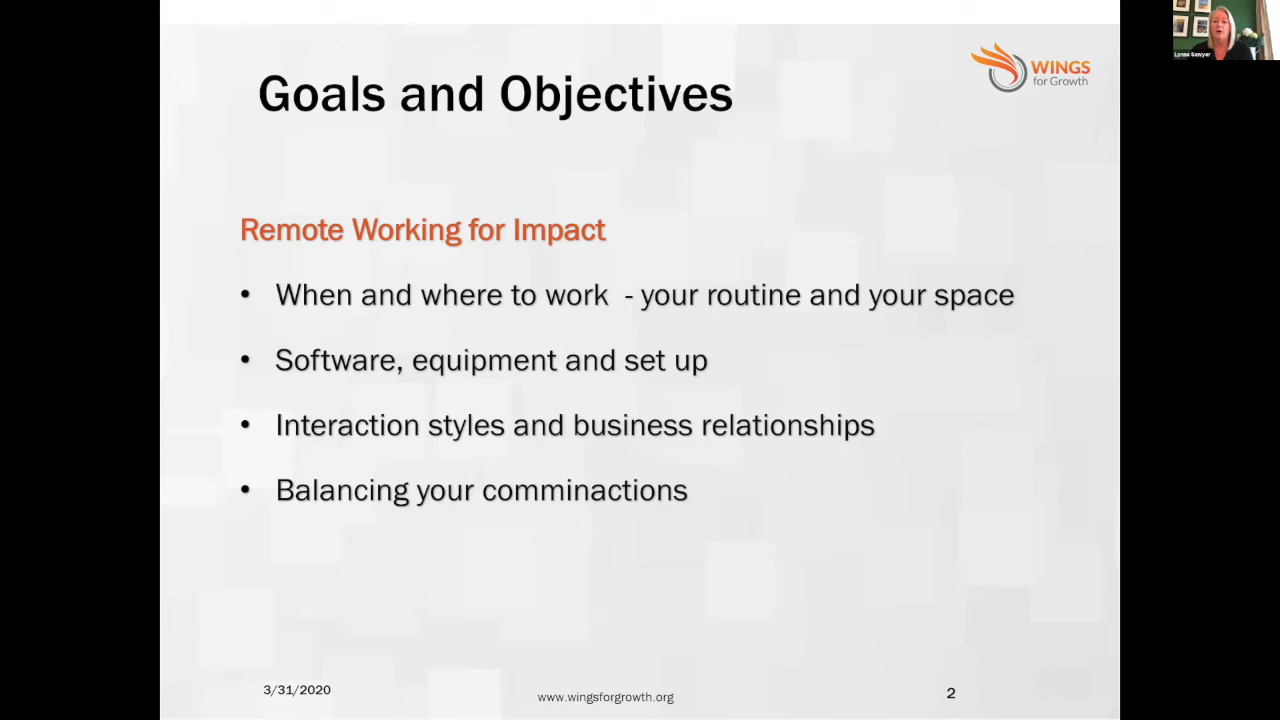 Goals and Objectives
WINGS
for Growth
Lynne Sawyer
Remote Working for Impact
• When and where to work - your routine and your space
• Software, equipment and set up
• Interaction styles and business relationships
• Balancing your comminactions
3/31/2020
www.wingsforgrowth.org
2